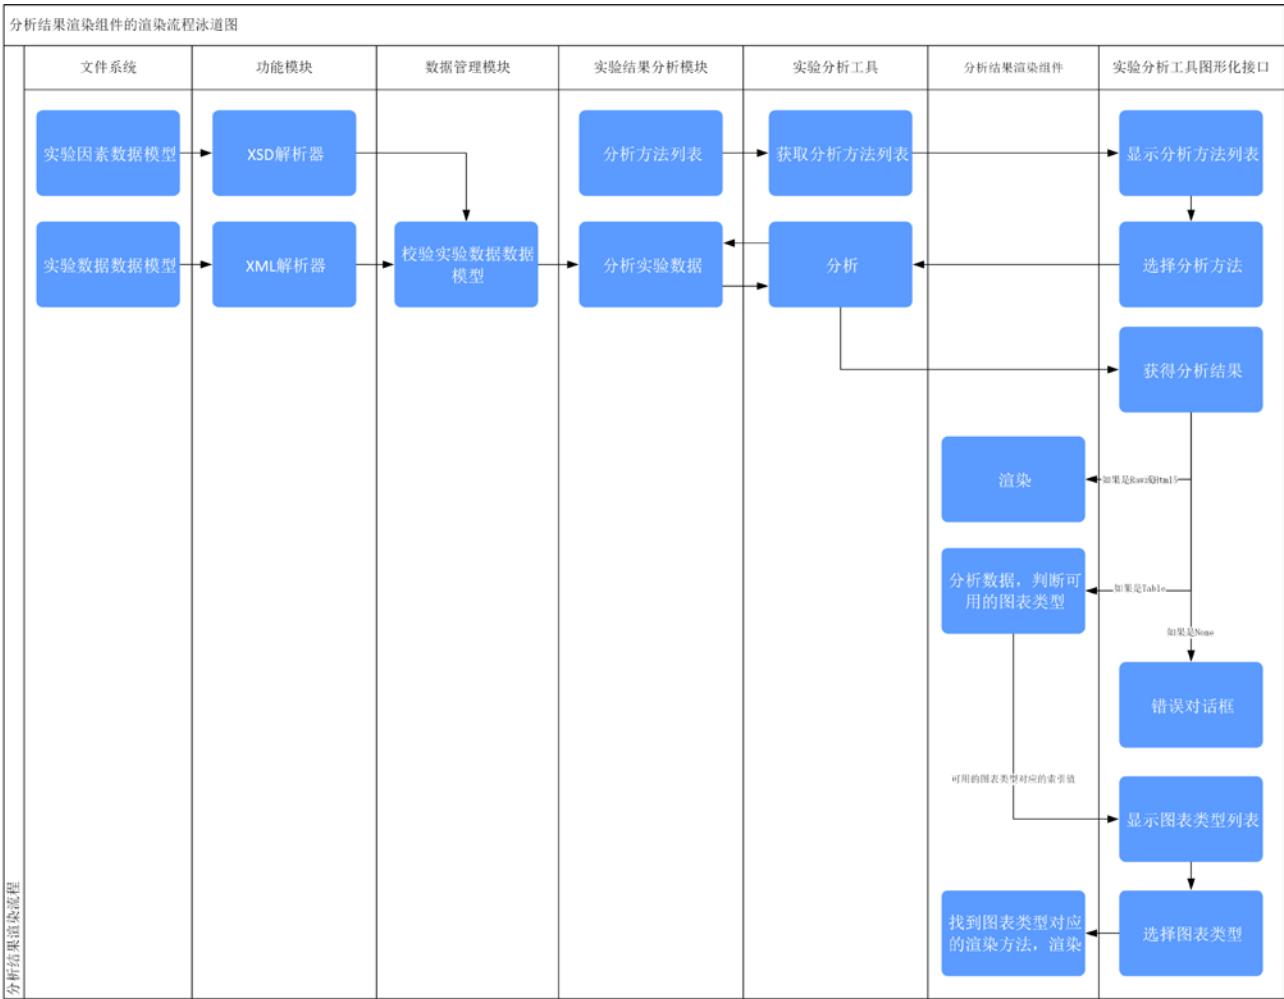 分析结果渲染组件的渲染流程泳道图
文件系统
功能模块
数据管理模块
实验结果分析模块
实验分析工具
分析结果渲染组件
实验分析工具图形化接口
实验因素数据模型
XSD解析器
分析方法列表
获取分析方法列表
显示分析方法列表
实验数据数据模型
XML解析器
校验实验数据数据
模型
分析实验数据
分析
选择分析方法
获得分析结果
渲染
如果是Raw或Html5
分析数据，判断可
用的图表类型
如果是Table
如果是None
错误对话框
可用的图表类型对应的索引值
显示图表类型列表
找到图表类型对应
的渲染方法，渲染
选择图表类型
分析结果渲染流程